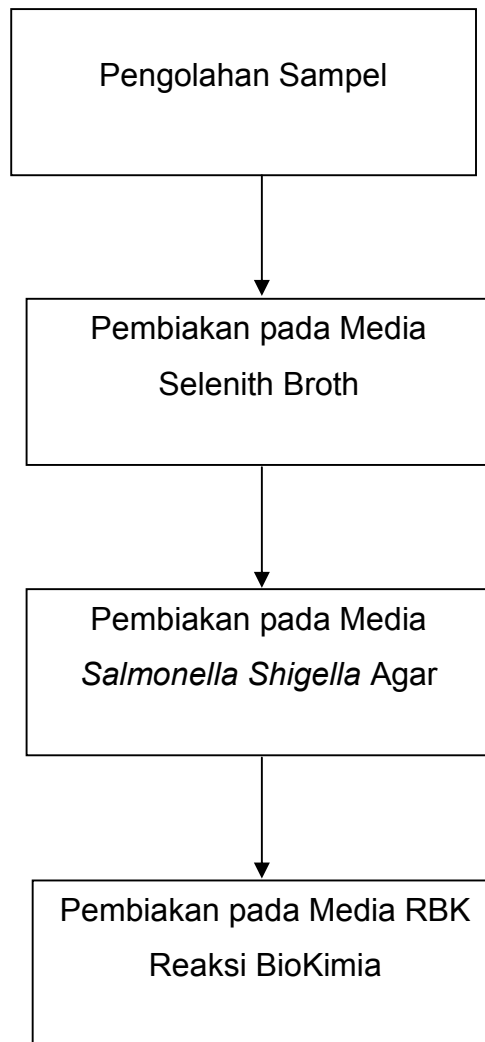 Pengolahan Sampel
Pembiakan pada Media
Selenith Broth
Pembiakan pada Media
Salmonella Shigella Agar
Pembiakan pada Media RBK
Reaksi BioKimia